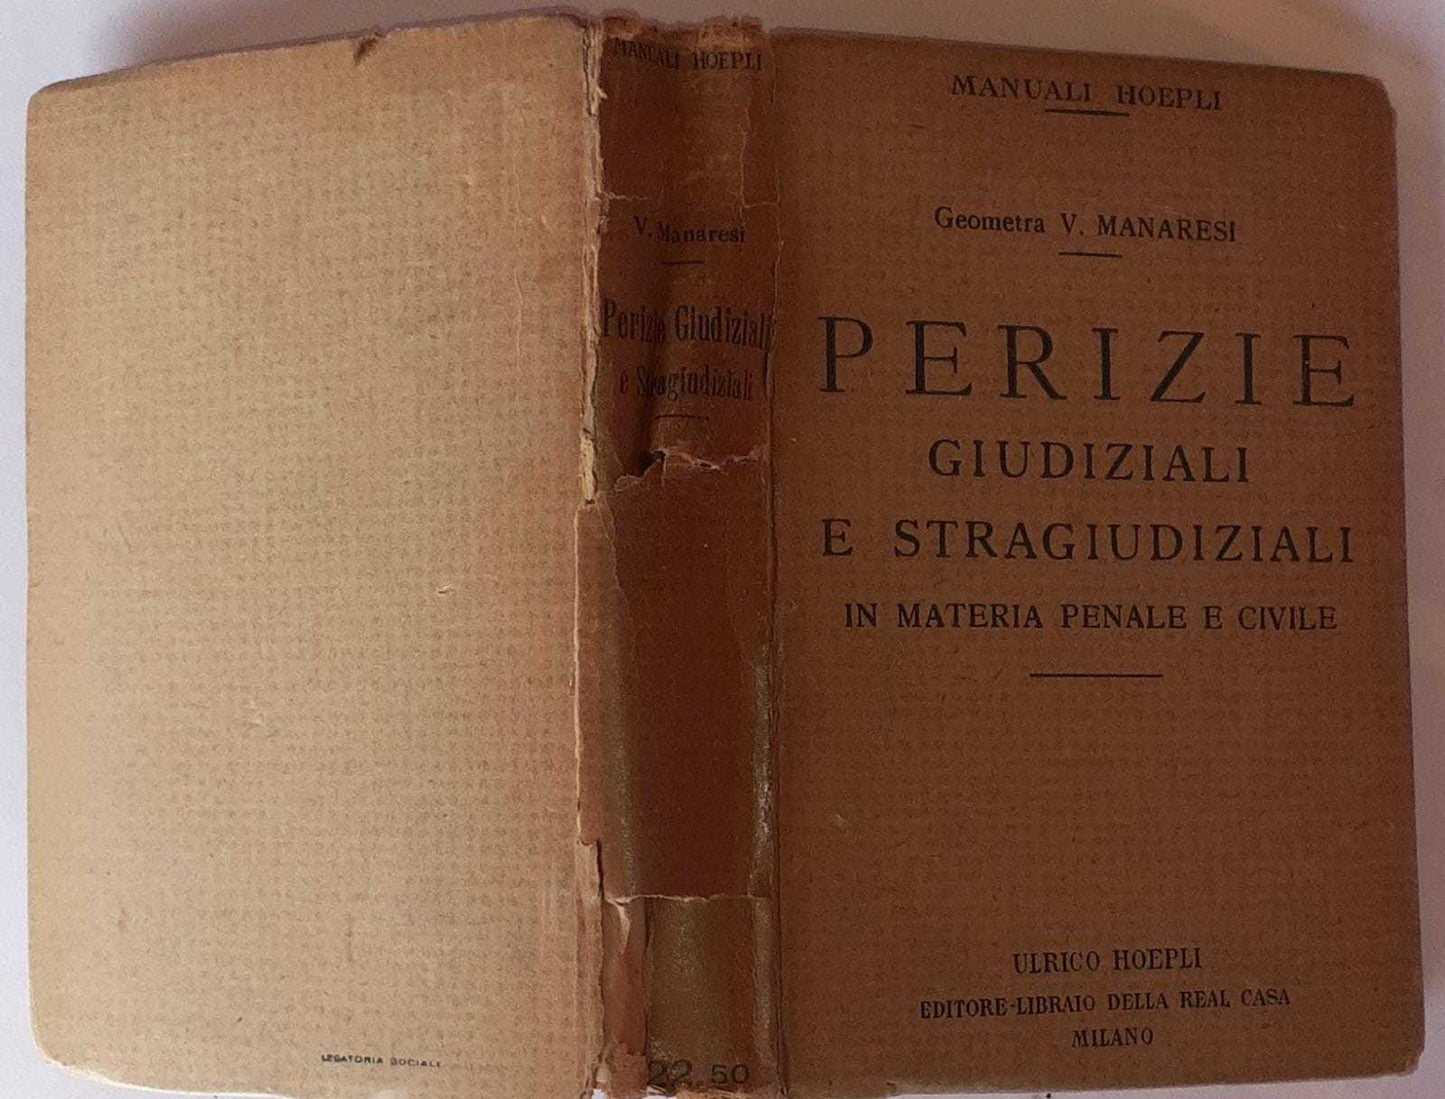 LEGATORIA SOCIALE
MANUALI HOEPLI
V. Manaresi
Perizie Giudiziali
e Stragiudiziali
22.50
MANUALI HOEPLI
Geometra V. MANARESI
PERIZIE
GIUDIZIALI
E STRAGIUDIZIALI
IN MATERIA PENALE E CIVILE
ULRICO HOEPLI
EDITORE-LIBRAIO DELLA REAL CASA
MILANO